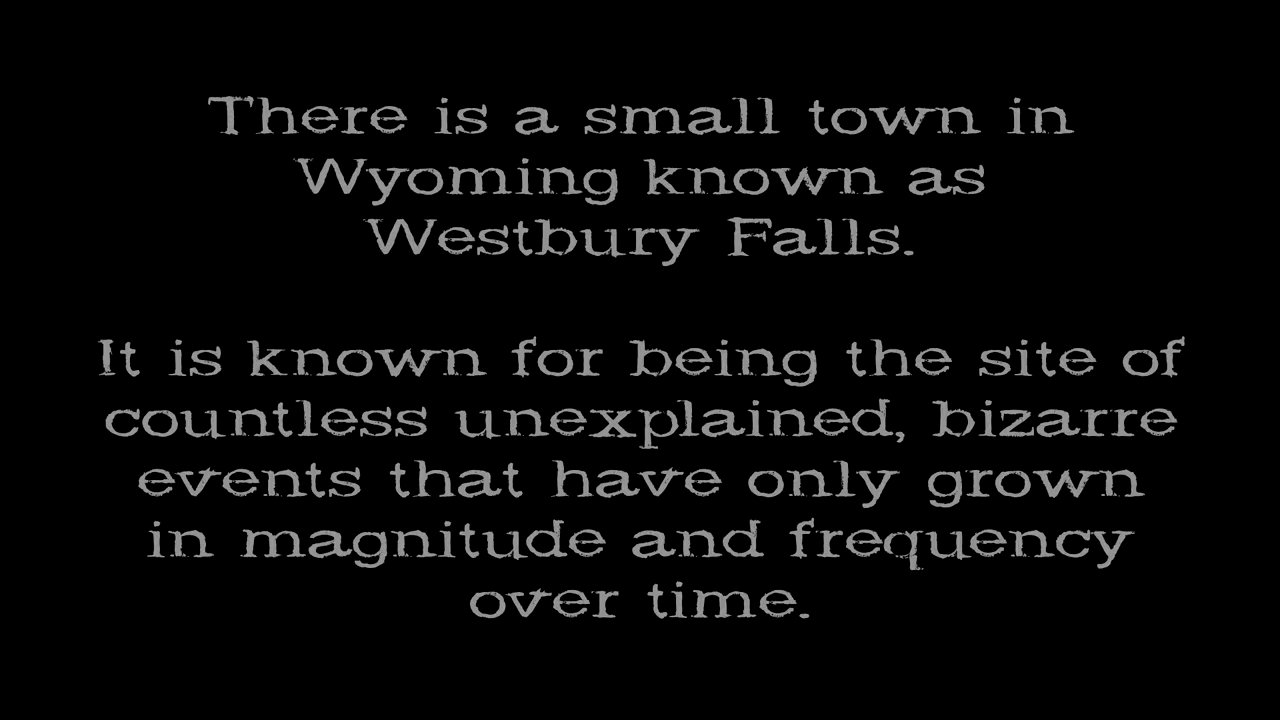 There is a small town in
Wyoming known as
Westbury Falls.
It is known for being the site of
countless unexplained, bizarre
events that have only grown
in magnitude and frequency
over time.